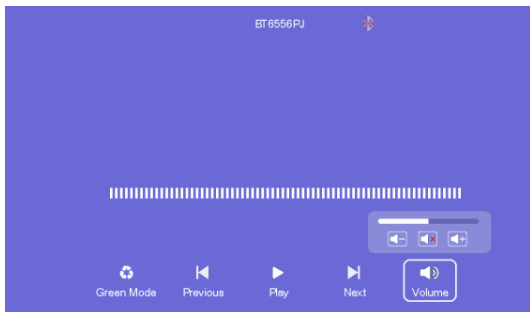 BT6556PJ
Green Mode
Previous
Play
Next
Volume